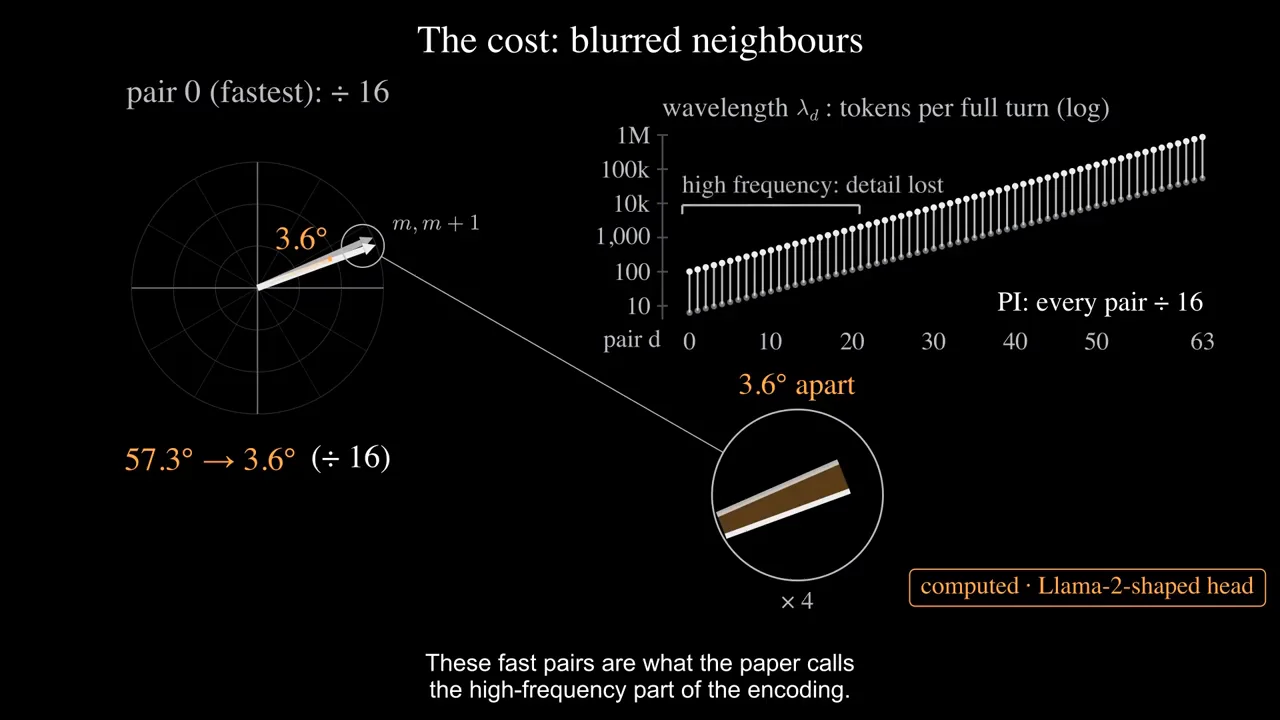 The cost: blurred neighbours
pair 0 (fastest): ÷ 16
wavelength λ_d : tokens per full turn (log)
1M
100k
10k
1,000
100
10
high frequency: detail lost
PI: every pair ÷ 16
pair d 0 10 20 30 40 50 63
3.6°
m, m + 1
57.3° → 3.6° (÷ 16)
3.6° apart
× 4
computed · Llama-2-shaped head
These fast pairs are what the paper calls
the high-frequency part of the encoding.